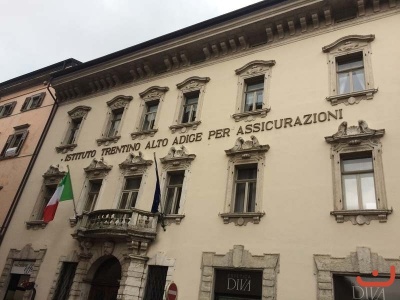 ISTITUTO TRENTINO ALTO ADIGE PER ASSICURAZIONI
DIVA
DIVA